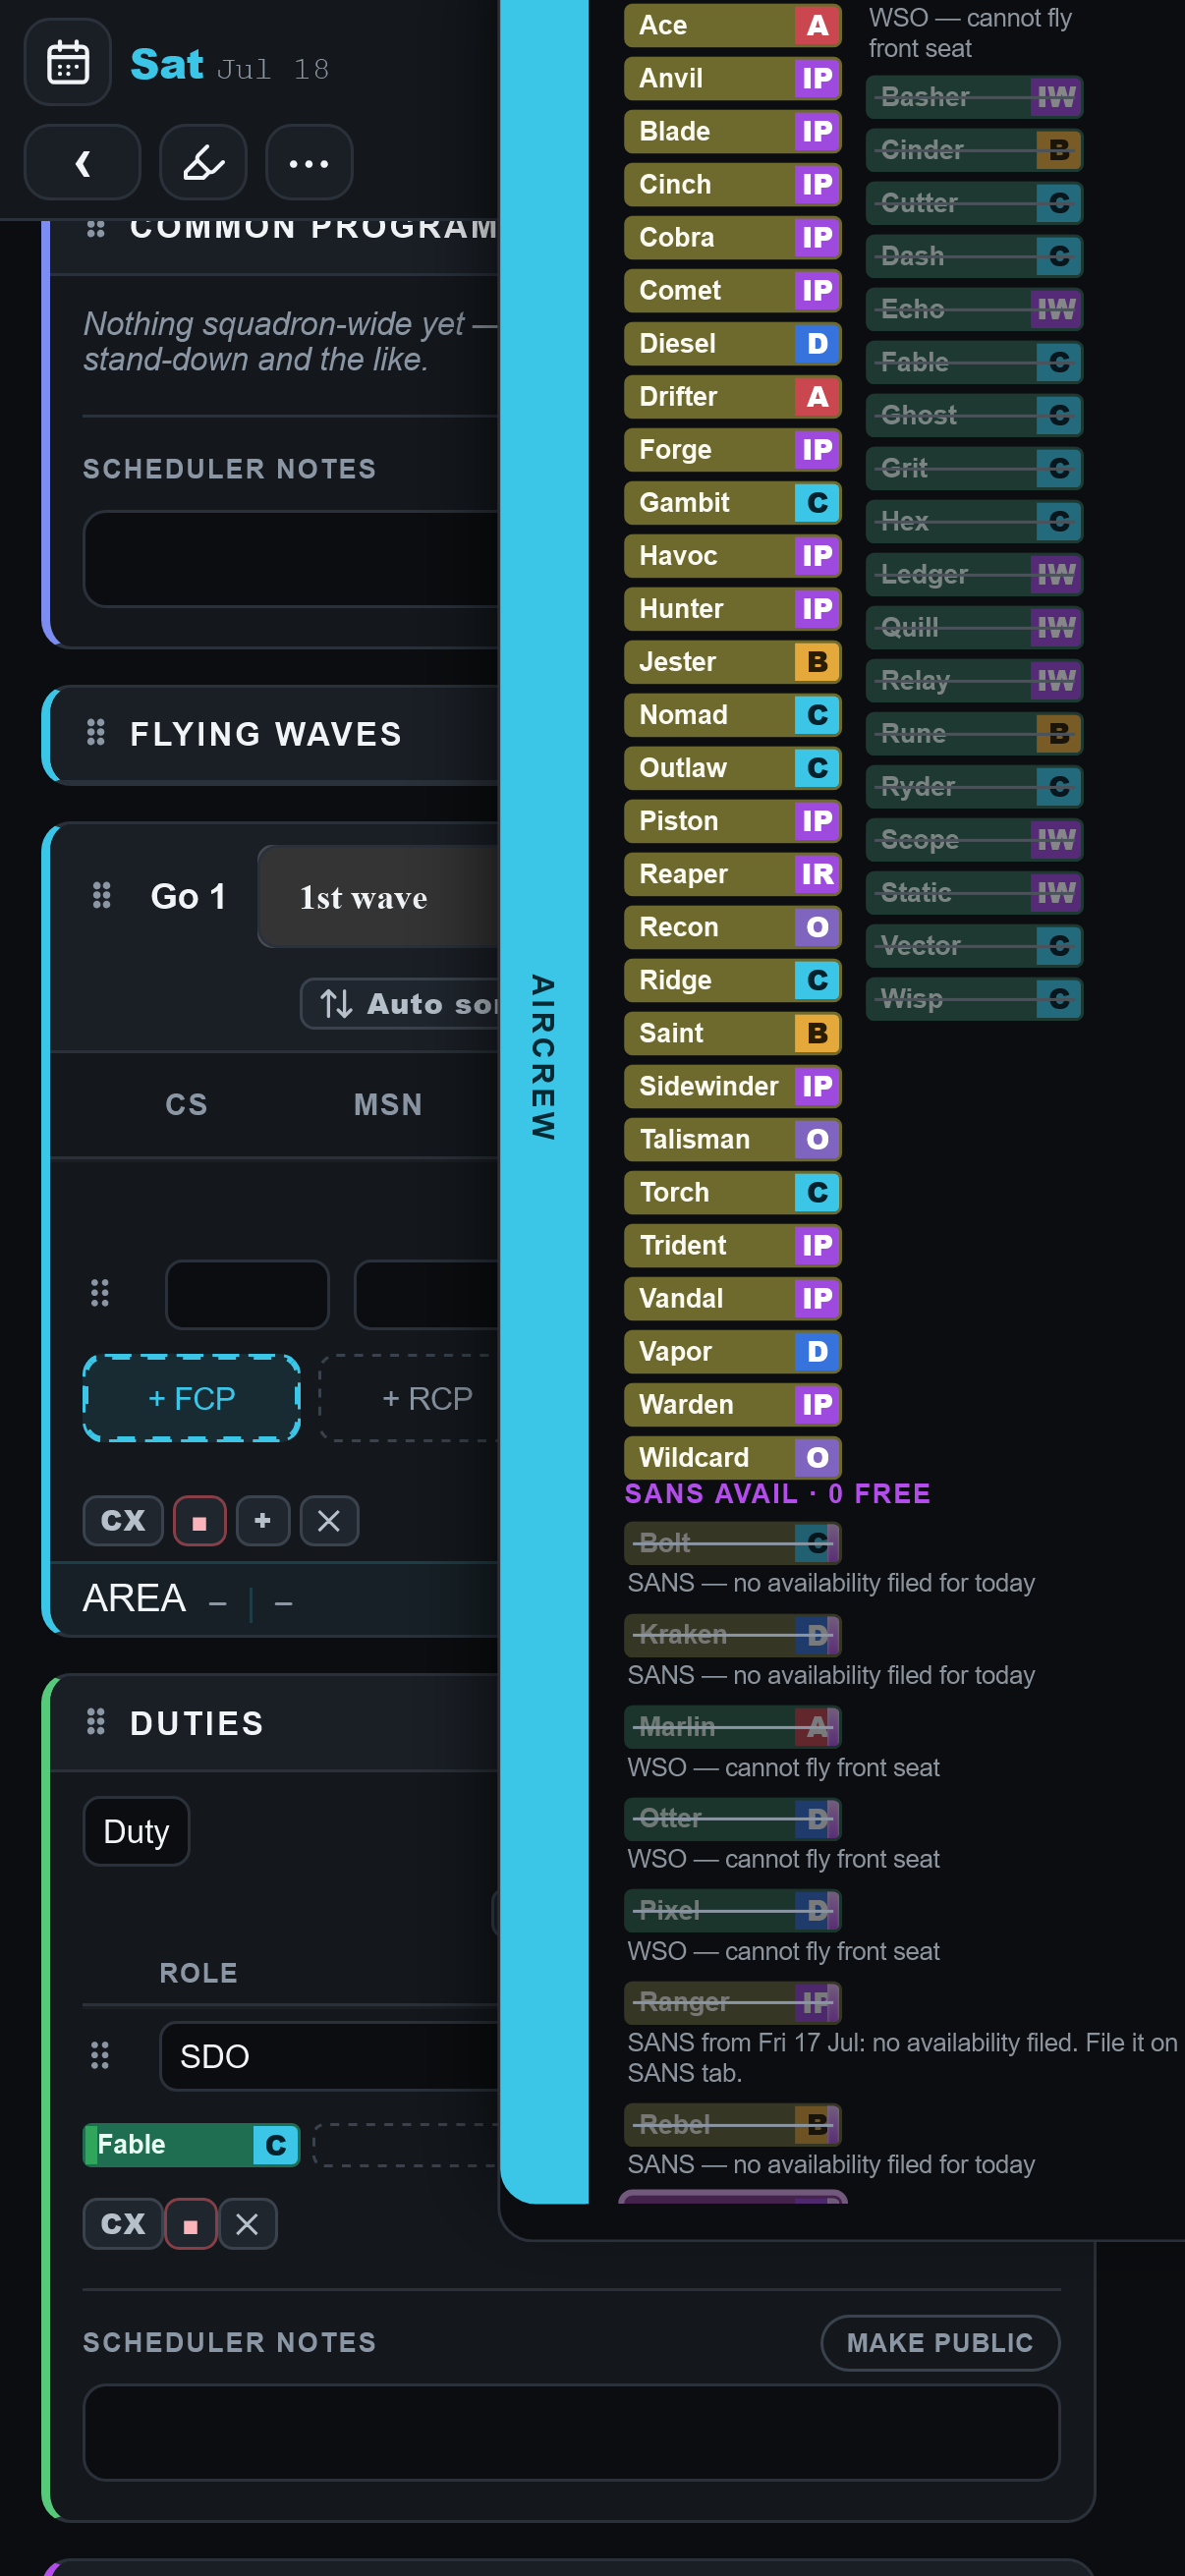 Sat Jul 18
COMMON PROGRAM
Nothing squadron-wide yet —
stand-down and the like.
SCHEDULER NOTES
FLYING WAVES
Go 1
1st wave
Auto sor
CS
MSN
+ FCP
+ RCP
CX
+
AREA – | –
DUTIES
Duty
ROLE
SDO
Fable C
CX
SCHEDULER NOTES
MAKE PUBLIC
AIRCREW
Ace A
Anvil IP
Blade IP
Cinch IP
Cobra IP
Comet IP
Diesel D
Drifter A
Forge IP
Gambit C
Havoc IP
Hunter IP
Jester B
Nomad C
Outlaw C
Piston IP
Reaper IR
Recon O
Ridge C
Saint B
Sidewinder IP
Talisman O
Torch C
Trident IP
Vandal IP
Vapor D
Warden IP
Wildcard O
WSO — cannot fly
front seat
Basher IW
Cinder B
Cutter C
Dash C
Echo IW
Fable C
Ghost C
Grit C
Hex C
Ledger IW
Quill IW
Relay IW
Rune B
Ryder C
Scope IW
Static IW
Vector C
Wisp C
SANS AVAIL · 0 FREE
Bolt C
SANS — no availability filed for today
Kraken D
SANS — no availability filed for today
Marlin A
WSO — cannot fly front seat
Otter D
WSO — cannot fly front seat
Pixel D
WSO — cannot fly front seat
Ranger IP
SANS from Fri 17 Jul: no availability filed. File it on
SANS tab.
Rebel B
SANS — no availability filed for today